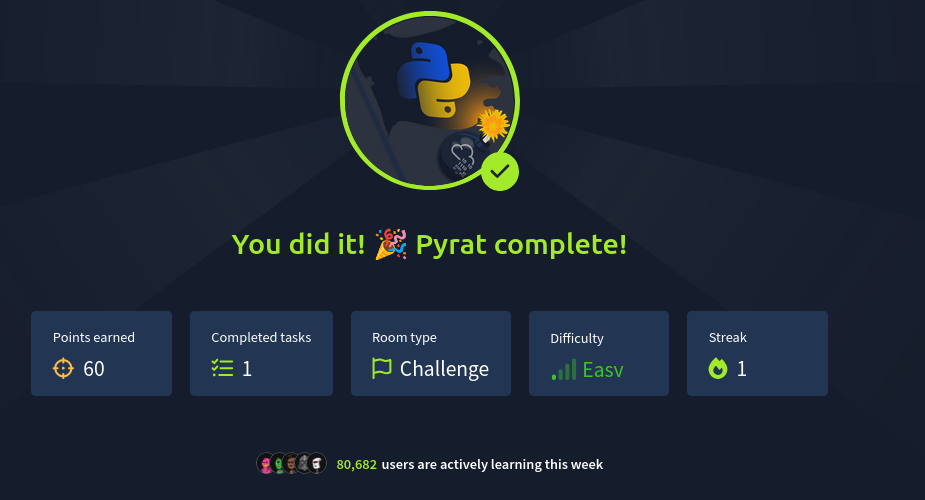 You did it! 🎉 Pyrat complete!
Points earned
60
Completed tasks
1
Room type
Challenge
Difficulty
Easy
Streak
1
80,682 users are actively learning this week